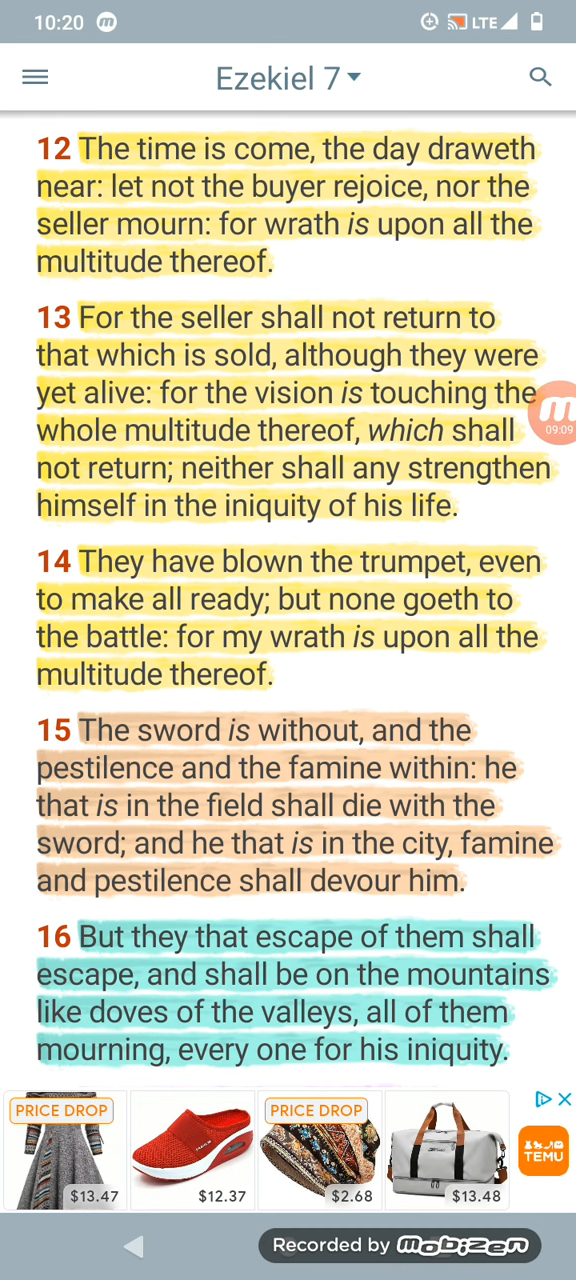 10:20 m LTE
Ezekiel 7
12 The time is come, the day draweth
near: let not the buyer rejoice, nor the
seller mourn: for wrath is upon all the
multitude thereof.
13 For the seller shall not return to
that which is sold, although they were
yet alive: for the vision is touching the
whole multitude thereof, which shall
not return; neither shall any strengthen
himself in the iniquity of his life.
m
09:09
14 They have blown the trumpet, even
to make all ready; but none goeth to
the battle: for my wrath is upon all the
multitude thereof.
15 The sword is without, and the
pestilence and the famine within: he
that is in the field shall die with the
sword; and he that is in the city, famine
and pestilence shall devour him.
16 But they that escape of them shall
escape, and shall be on the mountains
like doves of the valleys, all of them
mourning, every one for his iniquity.
PRICE DROP PRICE DROP
$13.47 $12.37 $2.68 $13.48
TEMU
Recorded by mobizen